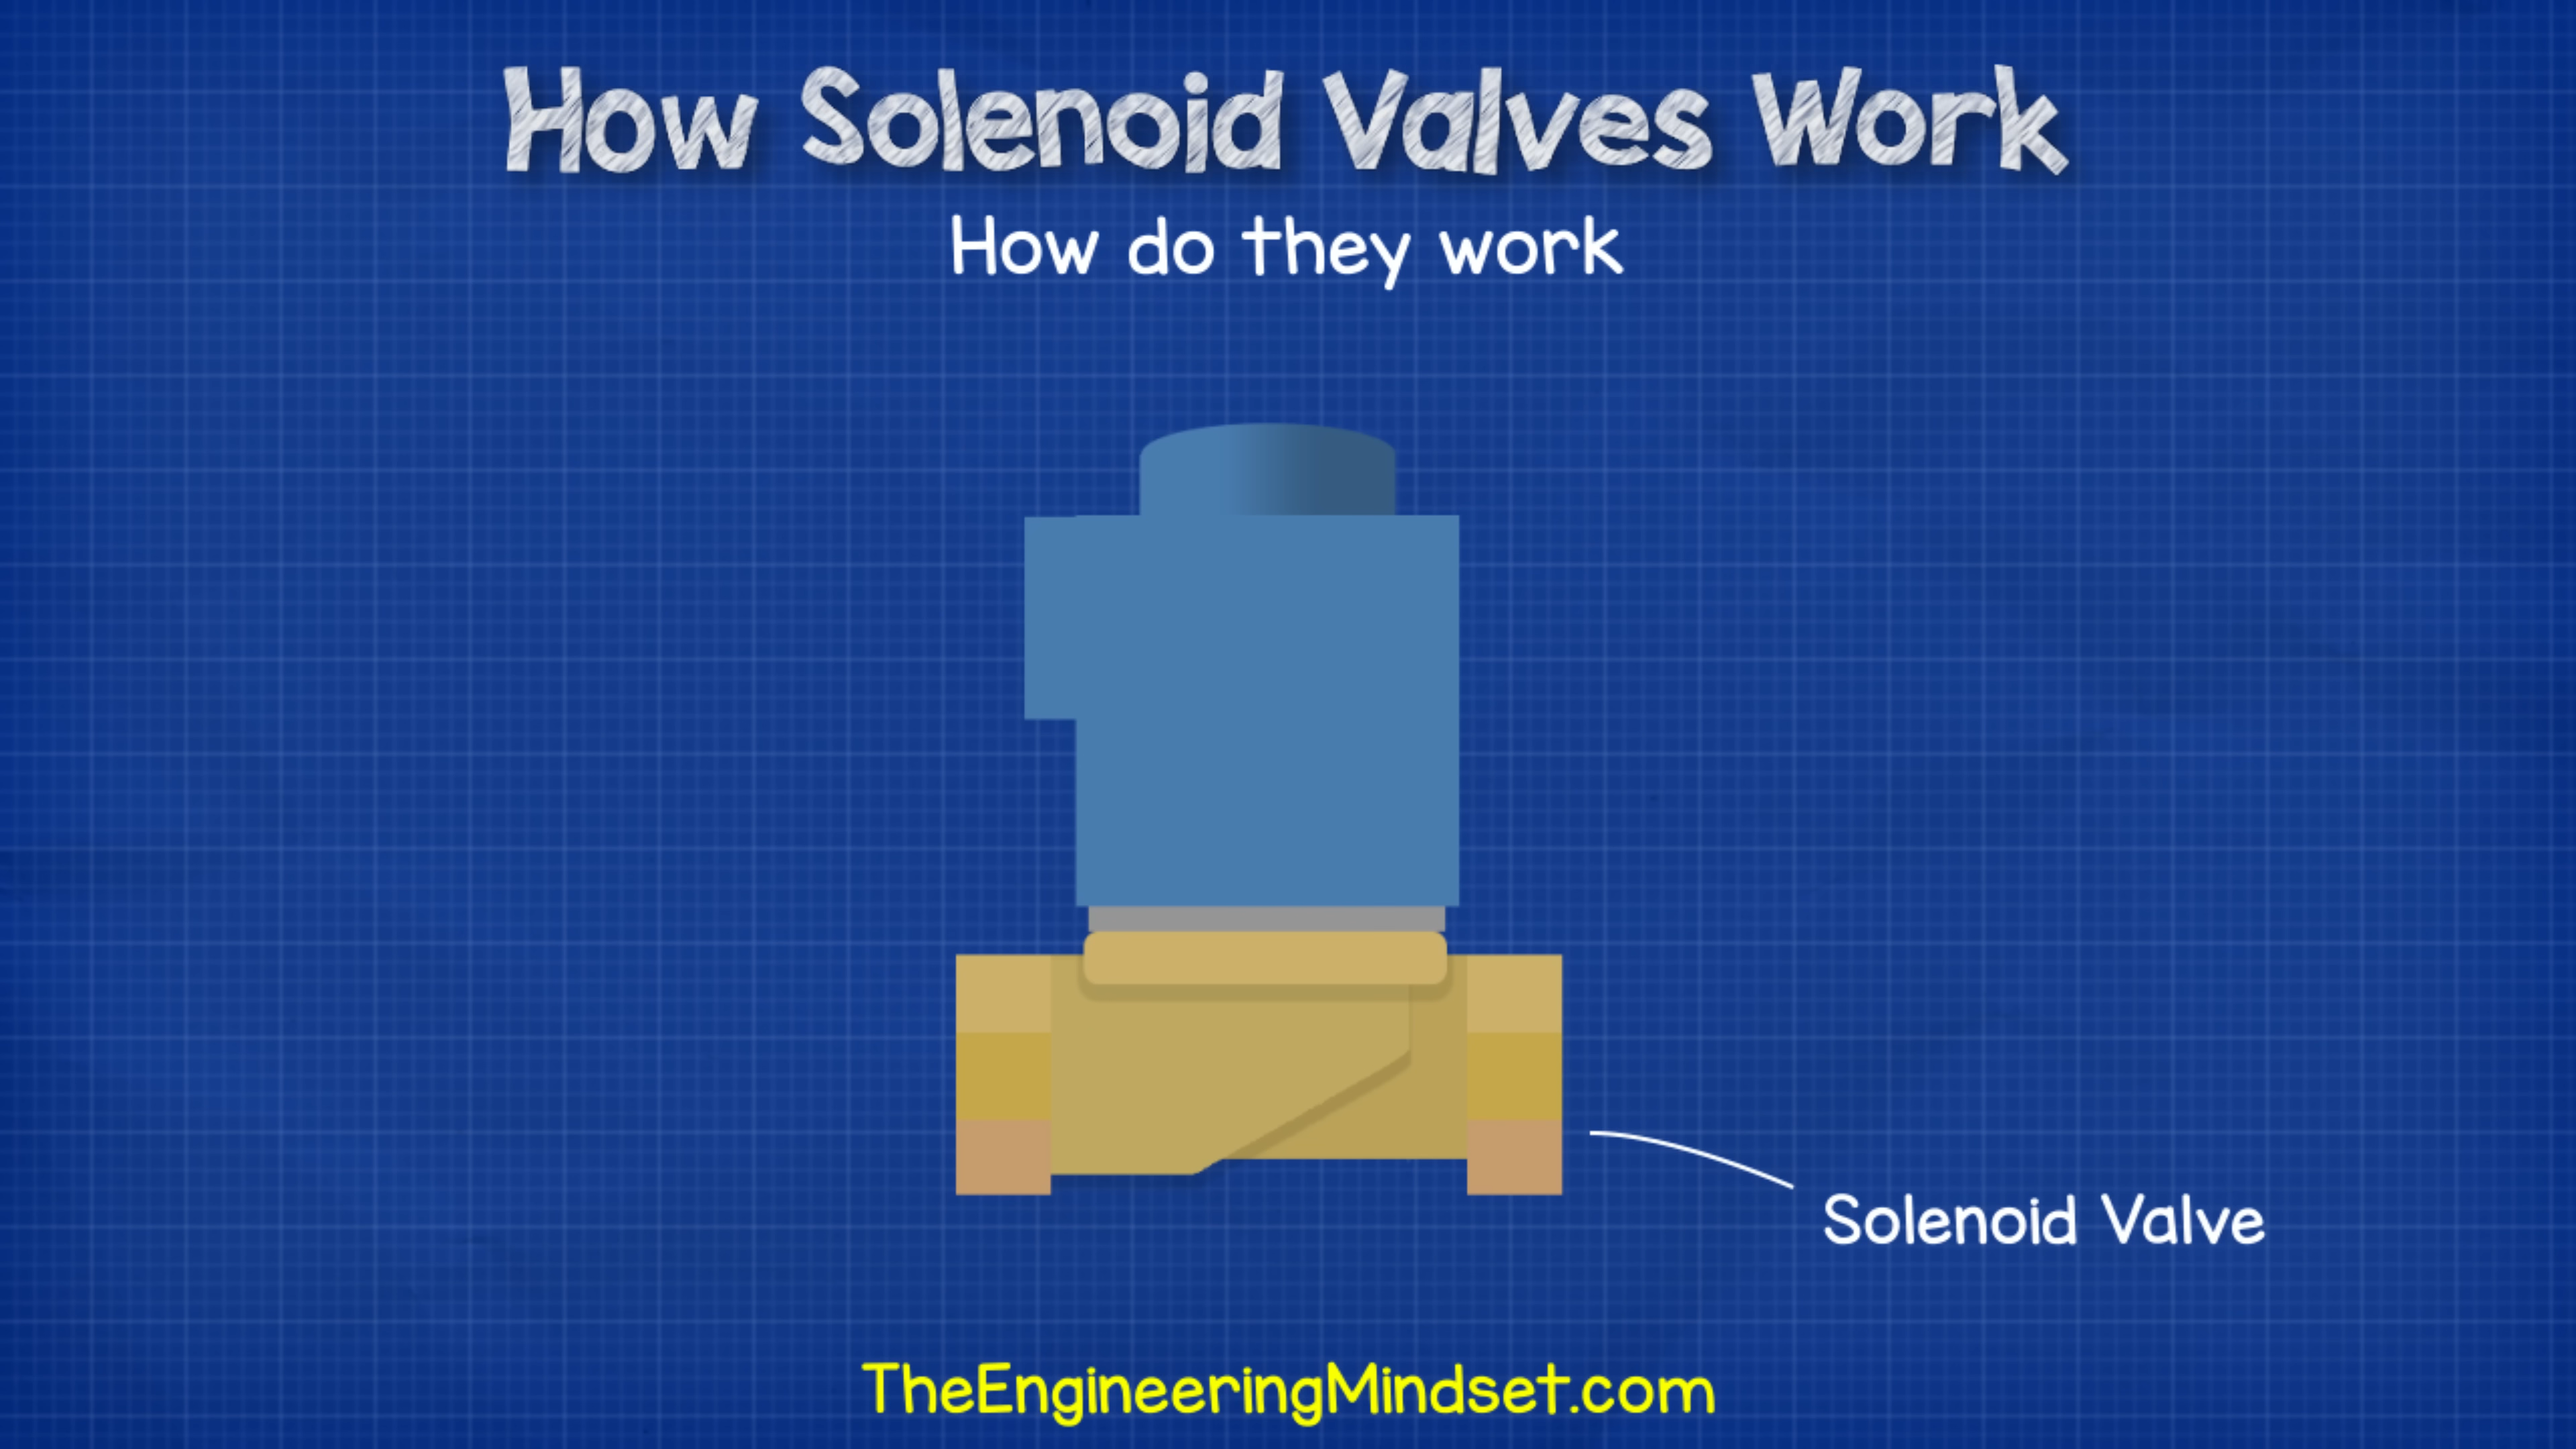 How Solenoid Valves Work
How do they work
Solenoid Valve
TheEngineeringMindset.com